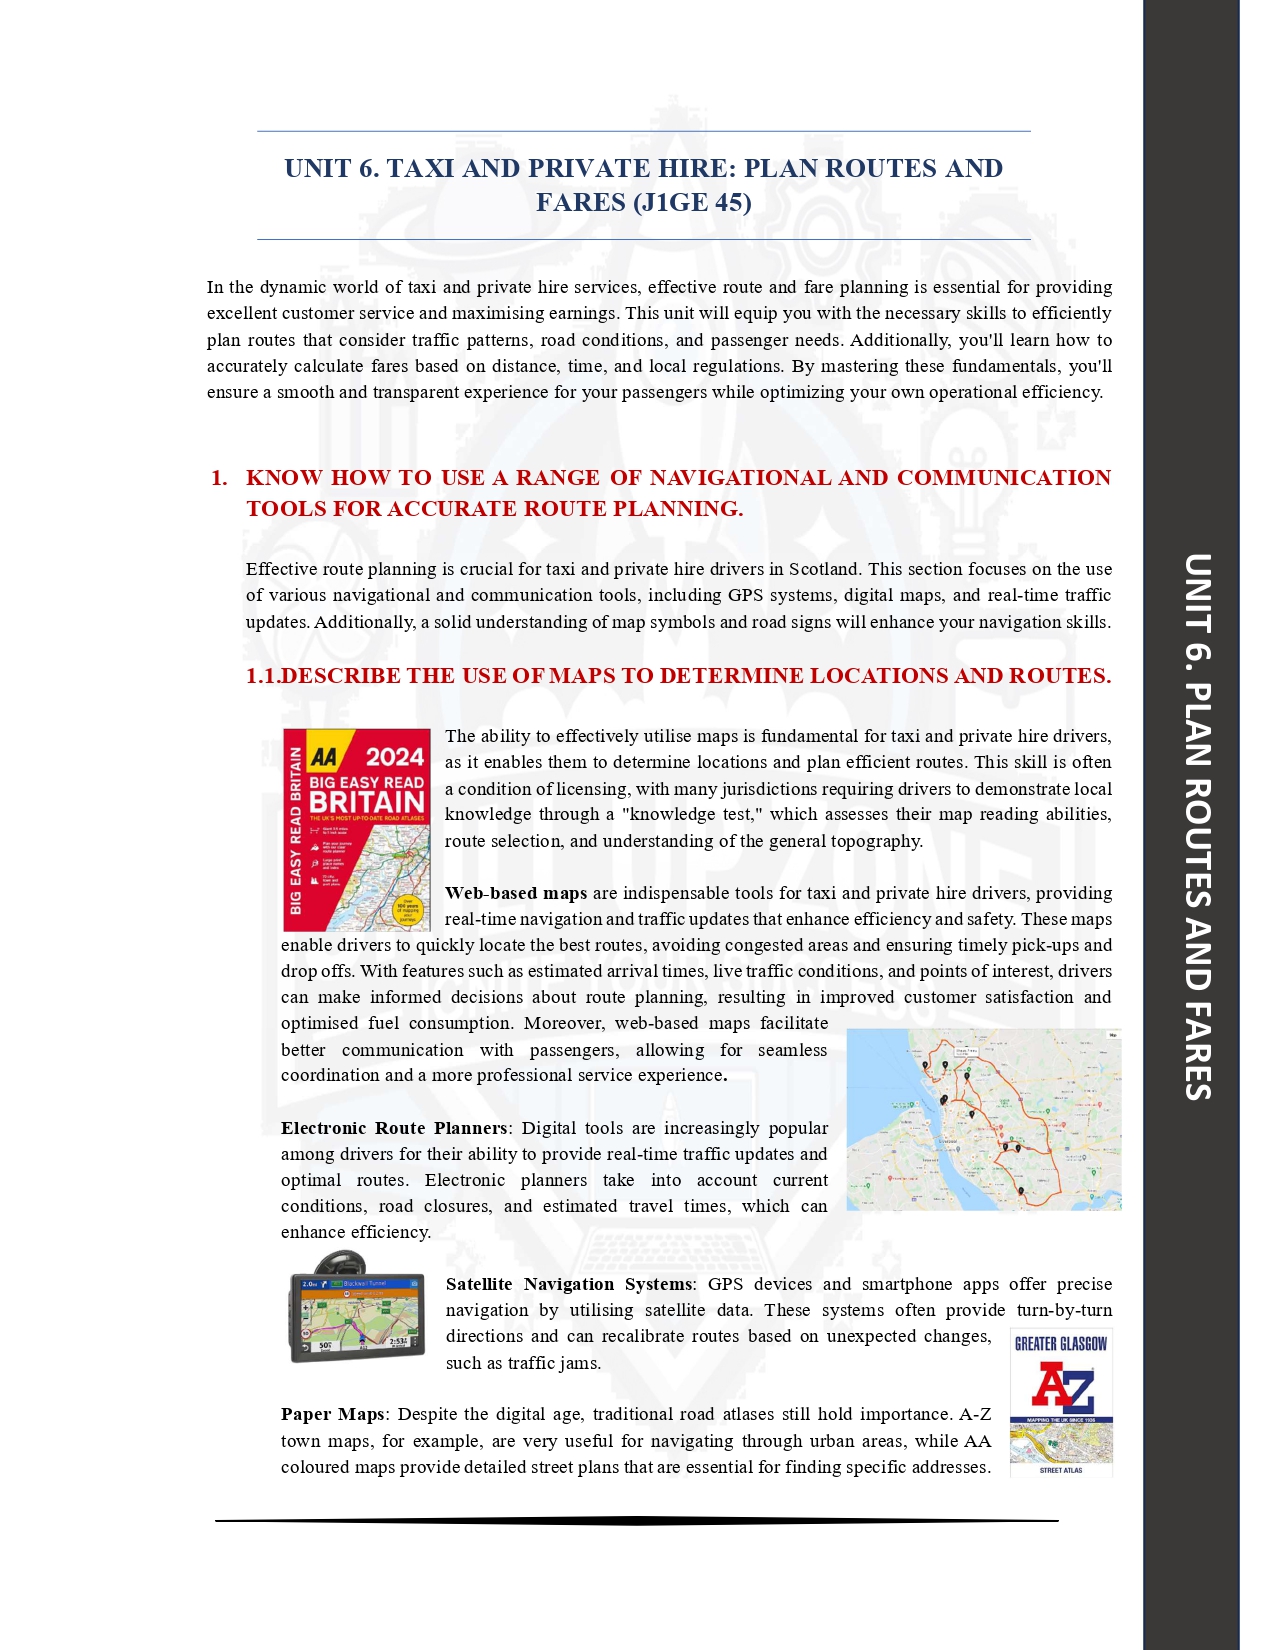 UNIT 6. TAXI AND PRIVATE HIRE: PLAN ROUTES AND
FARES (J1GE 45)
In the dynamic world of taxi and private hire services, effective route and fare planning is essential for providing
excellent customer service and maximising earnings. This unit will equip you with the necessary skills to efficiently
plan routes that consider traffic patterns, road conditions, and passenger needs. Additionally, you'll learn how to
accurately calculate fares based on distance, time, and local regulations. By mastering these fundamentals, you'll
ensure a smooth and transparent experience for your passengers while optimizing your own operational efficiency.
1. KNOW HOW TO USE A RANGE OF NAVIGATIONAL AND COMMUNICATION
TOOLS FOR ACCURATE ROUTE PLANNING.
Effective route planning is crucial for taxi and private hire drivers in Scotland. This section focuses on the use
of various navigational and communication tools, including GPS systems, digital maps, and real-time traffic
updates. Additionally, a solid understanding of map symbols and road signs will enhance your navigation skills.
1.1.DESCRIBE THE USE OF MAPS TO DETERMINE LOCATIONS AND ROUTES.
AA 2024
BIG EASY READ
BRITAIN
THE UK'S MOST UP-TO-DATE ROAD ATLASES
BIG EASY READ BRITAIN
The ability to effectively utilise maps is fundamental for taxi and private hire drivers,
as it enables them to determine locations and plan efficient routes. This skill is often
a condition of licensing, with many jurisdictions requiring drivers to demonstrate local
knowledge through a "knowledge test," which assesses their map reading abilities,
route selection, and understanding of the general topography.
Web-based maps are indispensable tools for taxi and private hire drivers, providing
real-time navigation and traffic updates that enhance efficiency and safety. These maps
enable drivers to quickly locate the best routes, avoiding congested areas and ensuring timely pick-ups and
drop offs. With features such as estimated arrival times, live traffic conditions, and points of interest, drivers
can make informed decisions about route planning, resulting in improved customer satisfaction and
optimised fuel consumption. Moreover, web-based maps facilitate
better communication with passengers, allowing for seamless
coordination and a more professional service experience.
Electronic Route Planners: Digital tools are increasingly popular
among drivers for their ability to provide real-time traffic updates and
optimal routes. Electronic planners take into account current
conditions, road closures, and estimated travel times, which can
enhance efficiency.
2.0mi Blackwall Tunnel
50
2:53
Satellite Navigation Systems: GPS devices and smartphone apps offer precise
navigation by utilising satellite data. These systems often provide turn-by-turn
directions and can recalibrate routes based on unexpected changes,
such as traffic jams.
GREATER GLASGOW
AZ
MAPPING THE UK SINCE 1936
STREET ATLAS
Paper Maps: Despite the digital age, traditional road atlases still hold importance. A-Z
town maps, for example, are very useful for navigating through urban areas, while AA
coloured maps provide detailed street plans that are essential for finding specific addresses.
UNIT 6. PLAN ROUTES AND FARES